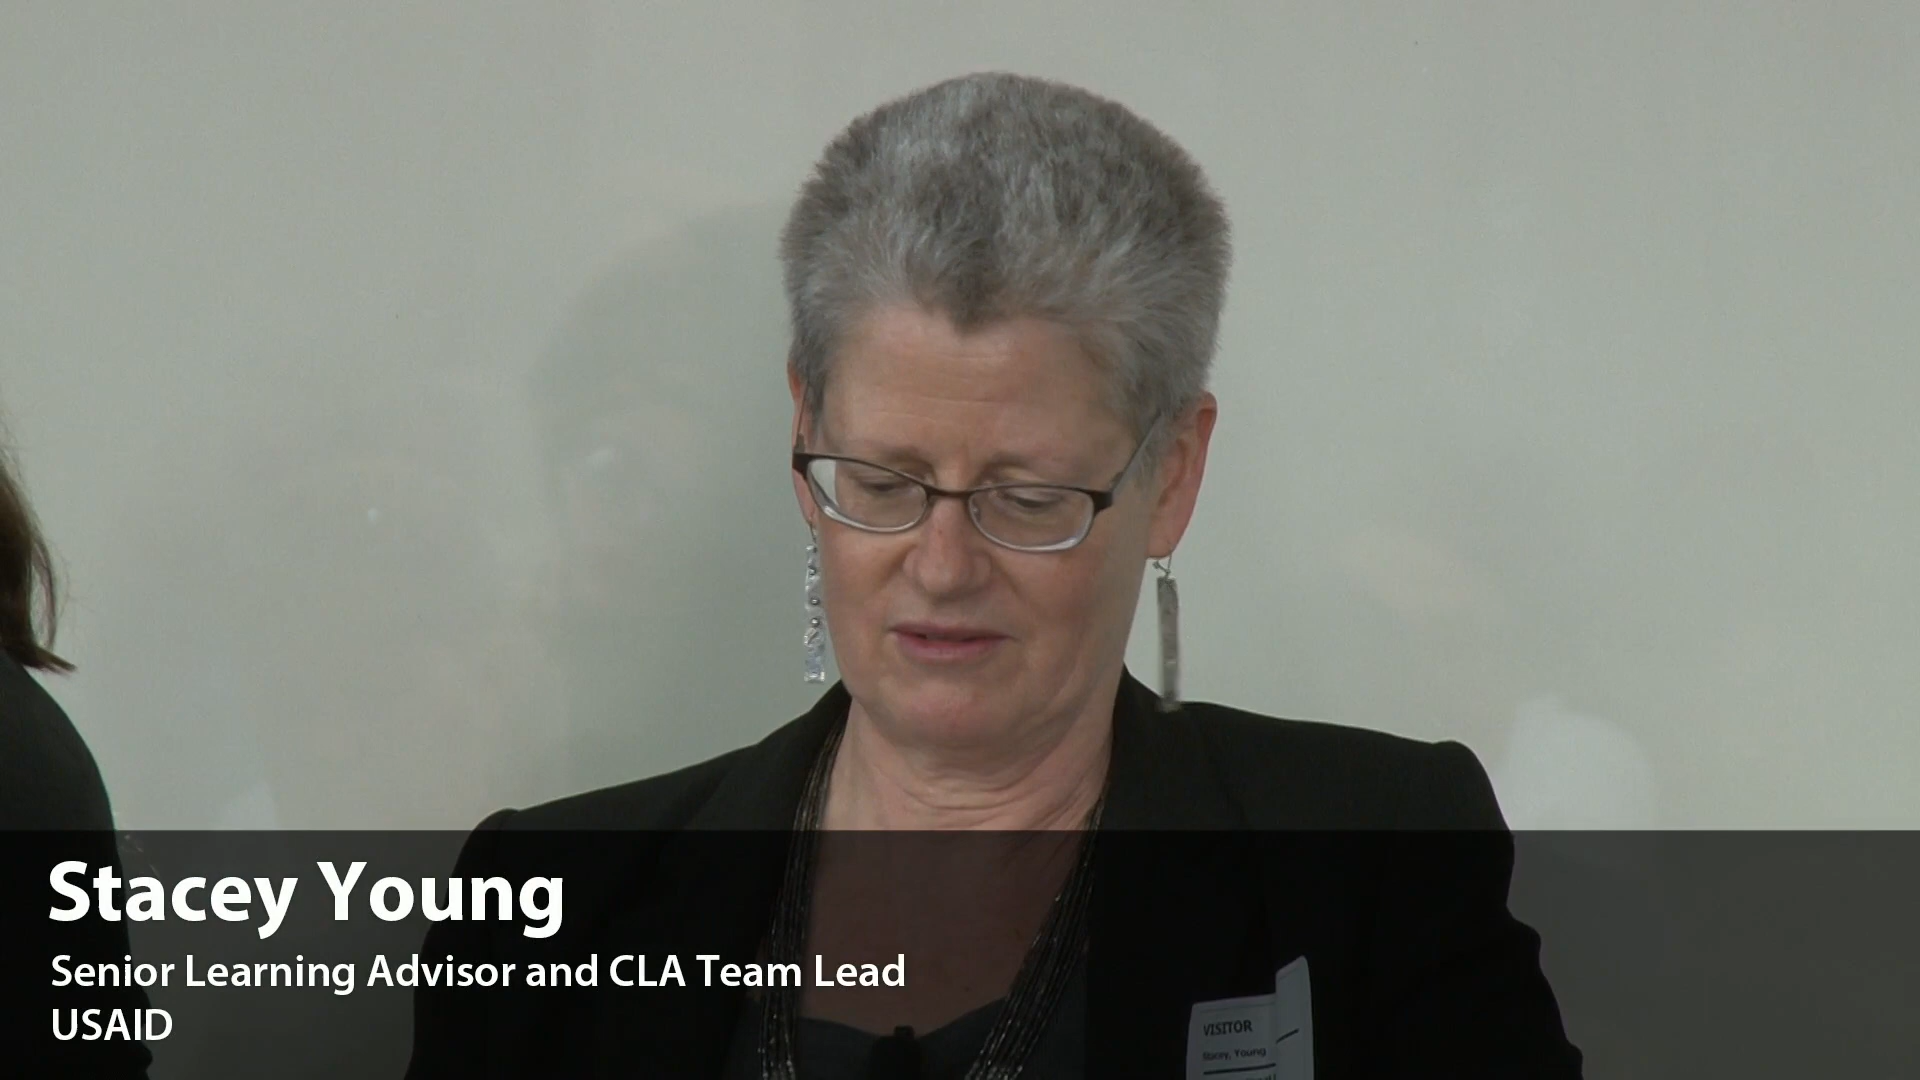 Stacey Young
Senior Learning Advisor and CLA Team Lead
USAID
VISITOR
Stacey, Young